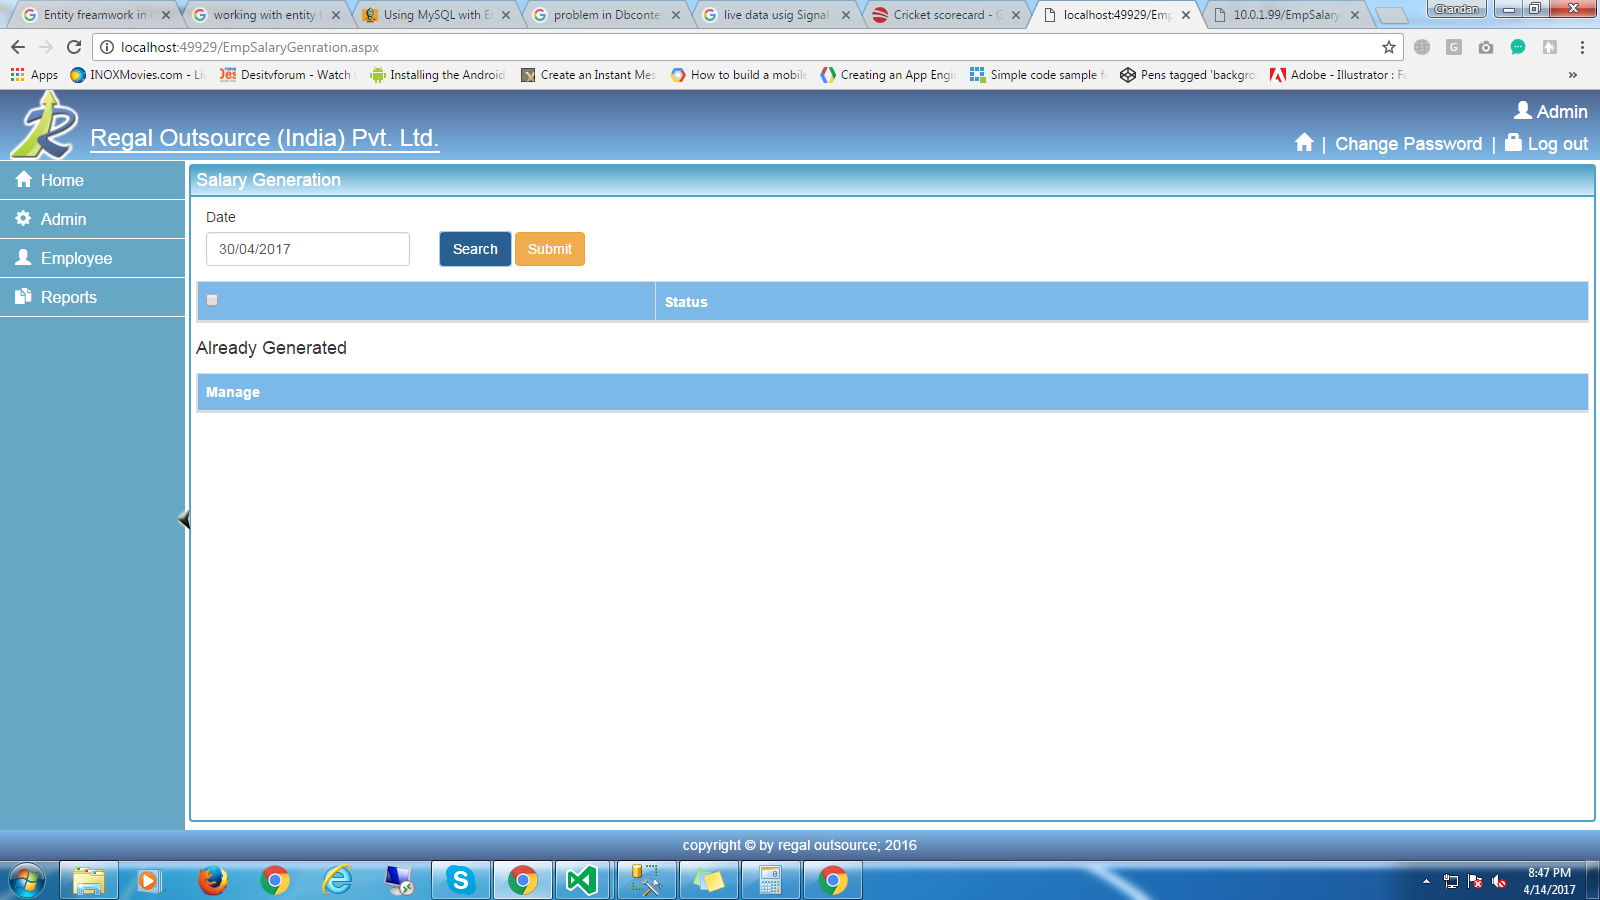 Entity freamwork in
working with entity f
Using MySQL with E
problem in Dbconte
live data usig Signal
Cricket scorecard - G
localhost:49929/Emp
10.0.1.99/EmpSalary
Chandan
localhost:49929/EmpSalaryGenration.aspx
Apps
INOXMovies.com - Li
Desitvforum - Watch
Installing the Android
Create an Instant Mes
How to build a mobile
Creating an App Engi
Simple code sample f
Pens tagged 'backgro
Adobe - Illustrator : Fo
»
Regal Outsource (India) Pvt. Ltd.
Admin
| Change Password | Log out
Home
Admin
Employee
Reports
Salary Generation
Date
30/04/2017
Search
Submit
Status
Already Generated
Manage
copyright © by regal outsource; 2016
8:47 PM
4/14/2017